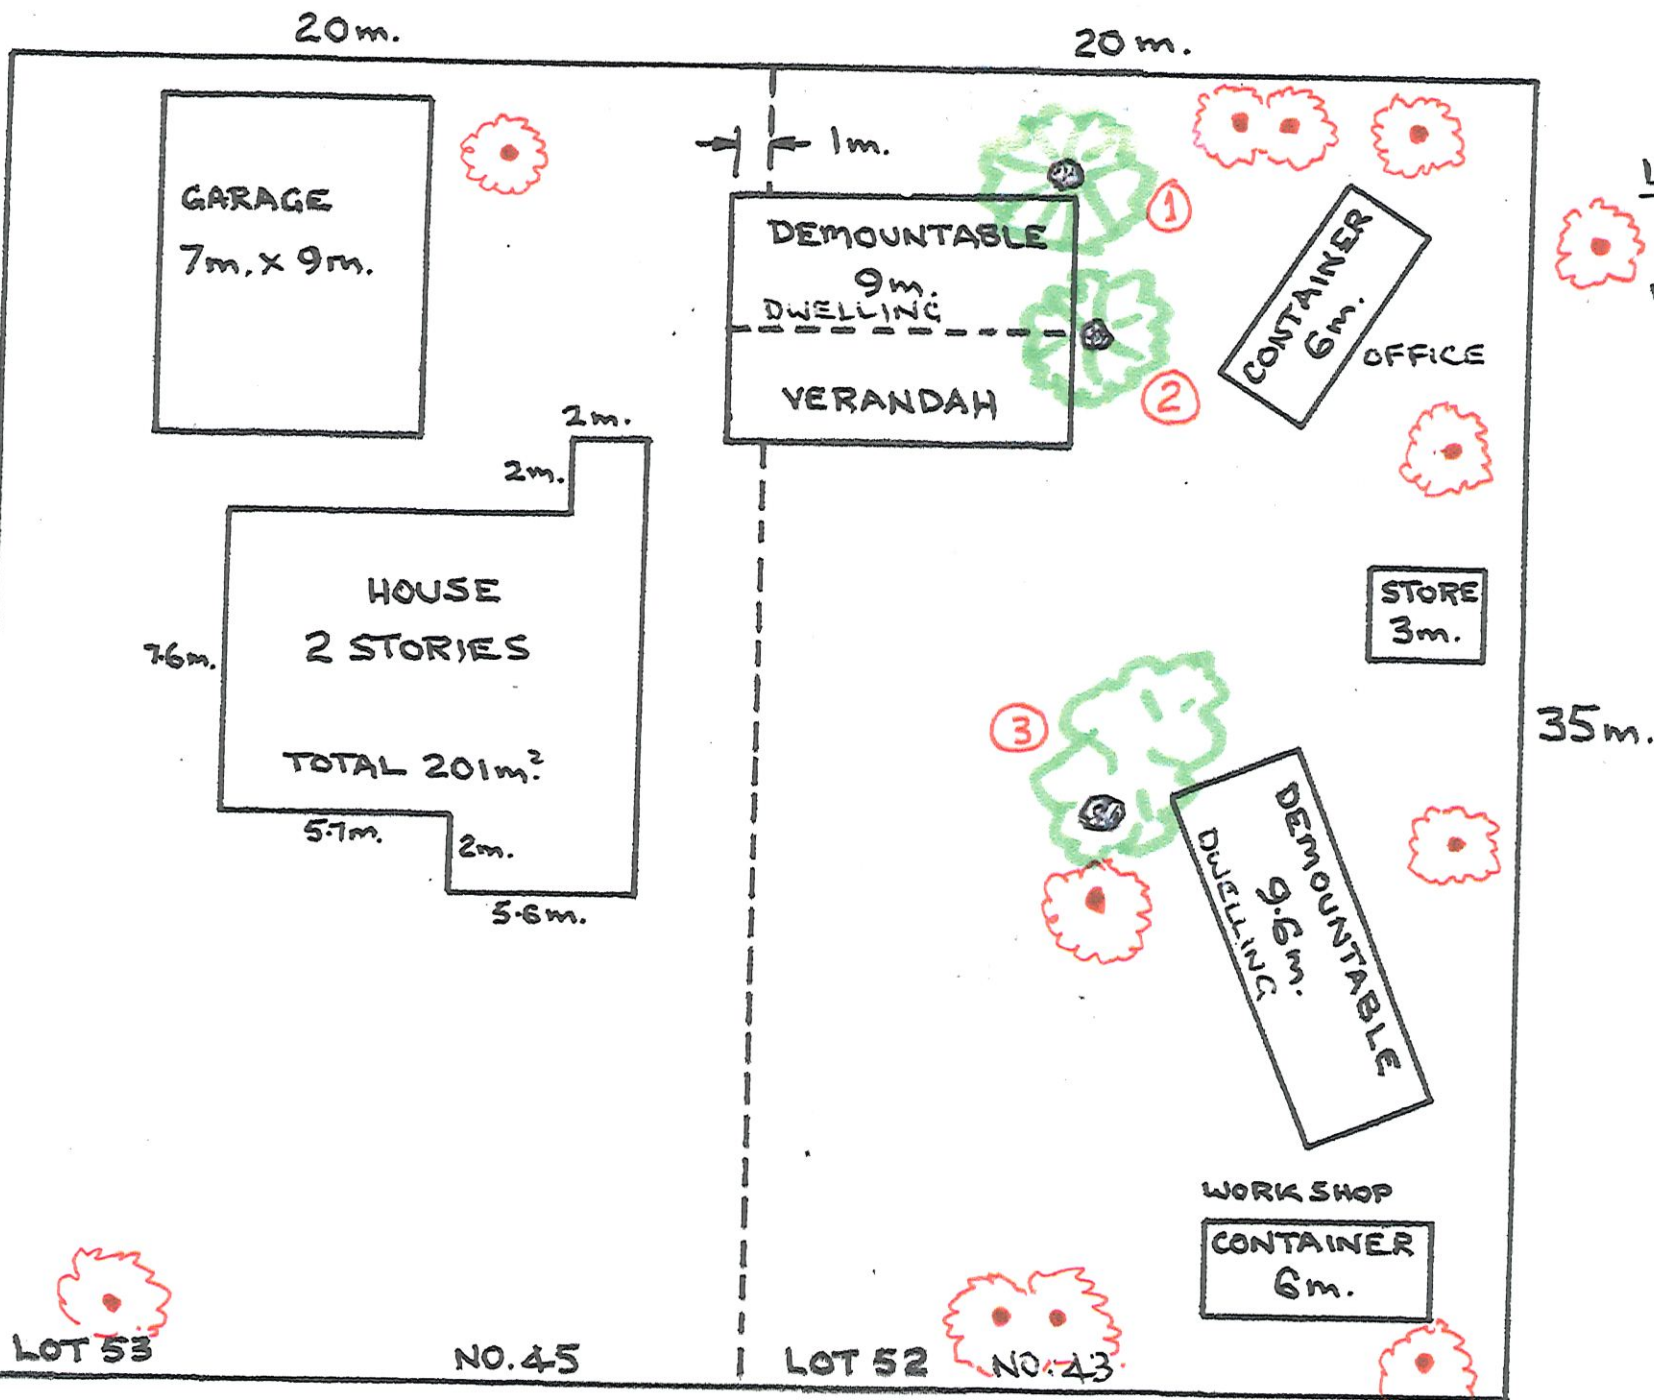 20m.
20m.
1m.
GARAGE
7m. x 9m.
DEMOUNTABLE
9m.
DWELLING
VERANDAH
1
2
CONTAINER
6m.
OFFICE
2m.
2m.
HOUSE
2 STORIES
7.6m.
TOTAL 201m²
5.7m.
2m.
5.6m.
STORE
3m.
35m.
3
DEMOUNTABLE
9.6m.
DWELLING
WORKSHOP
CONTAINER
6m.
LOT 53
NO.45
LOT 52
NO.43